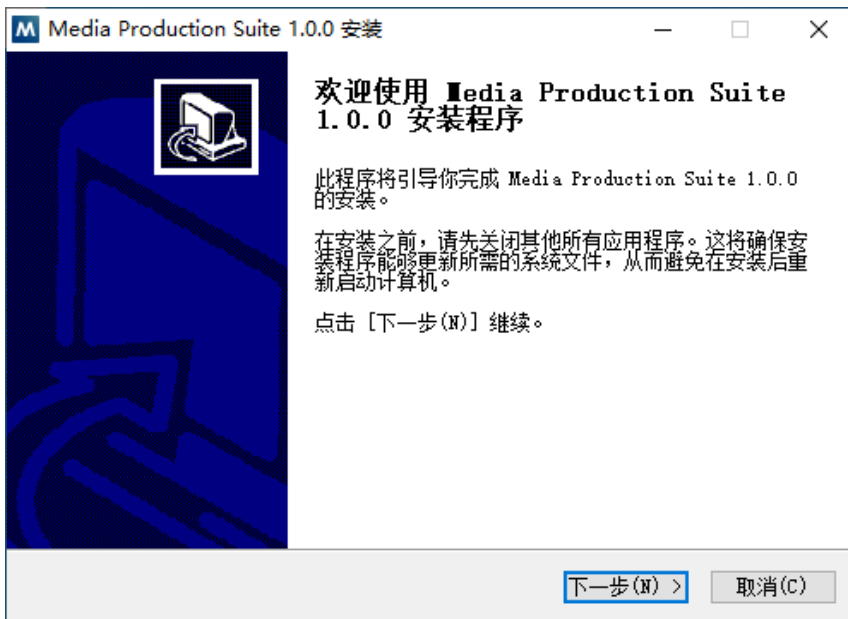 M Media Production Suite 1.0.0 安装
欢迎使用 Media Production Suite
1.0.0 安装程序
此程序将引导你完成 Media Production Suite 1.0.0
的安装。
在安装之前，请先关闭其他所有应用程序。这将确保安
装程序能够更新所需的系统文件，从而避免在安装后重
新启动计算机。
点击 [下一步(N)] 继续。
下一步(N) >
取消(C)